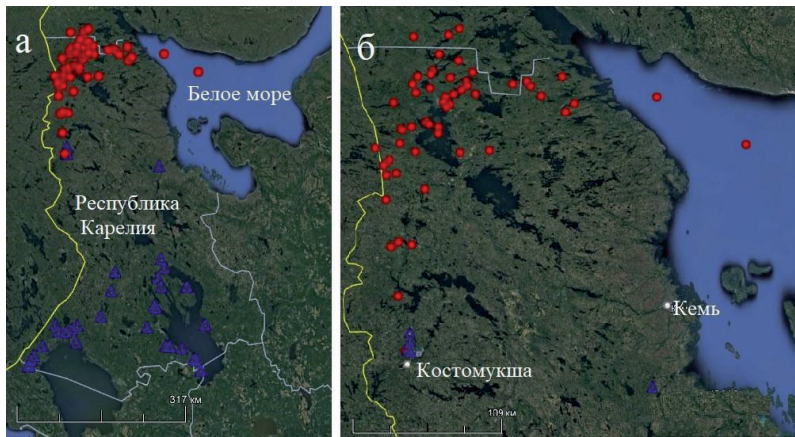 а
Белое море
Республика
Карелия
317 км
б
Кемь
Костомукша
109 км